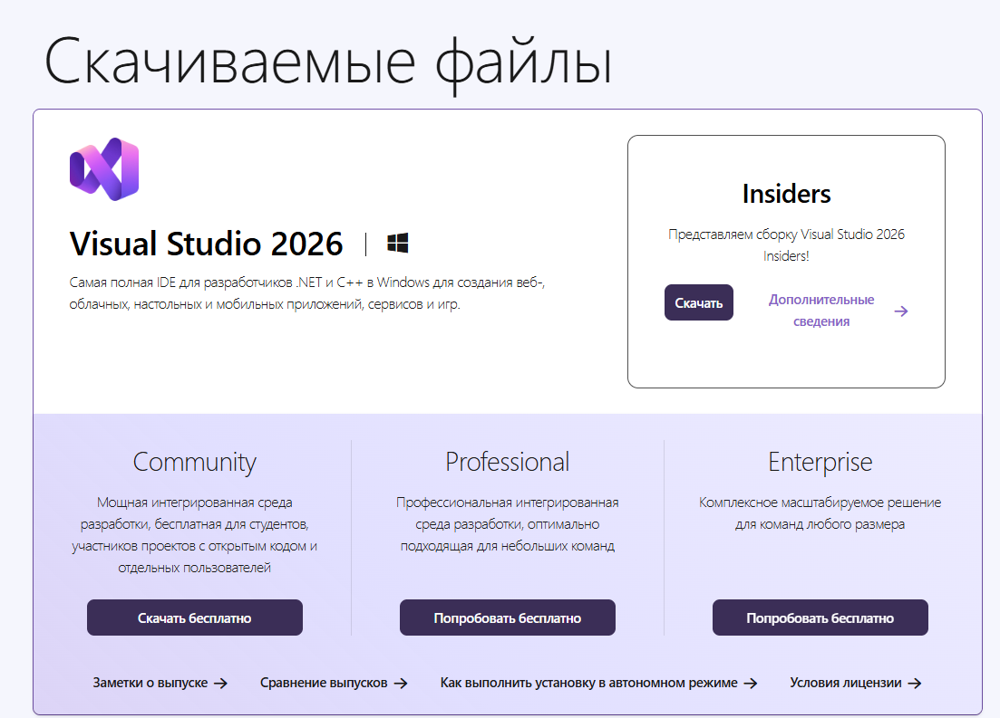 Скачиваемые файлы
Visual Studio 2026
Самая полная IDE для разработчиков .NET и C++ в Windows для создания веб-,
облачных, настольных и мобильных приложений, сервисов и игр.
Insiders
Представляем сборку Visual Studio 2026
Insiders!
Скачать
Дополнительные
сведения
Community
Мощная интегрированная среда
разработки, бесплатная для студентов,
участников проектов с открытым кодом и
отдельных пользователей
Скачать бесплатно
Professional
Профессиональная интегрированная
среда разработки, оптимально
подходящая для небольших команд
Попробовать бесплатно
Enterprise
Комплексное масштабируемое решение
для команд любого размера
Попробовать бесплатно
Заметки о выпуске
Сравнение выпусков
Как выполнить установку в автономном режиме
Условия лицензии